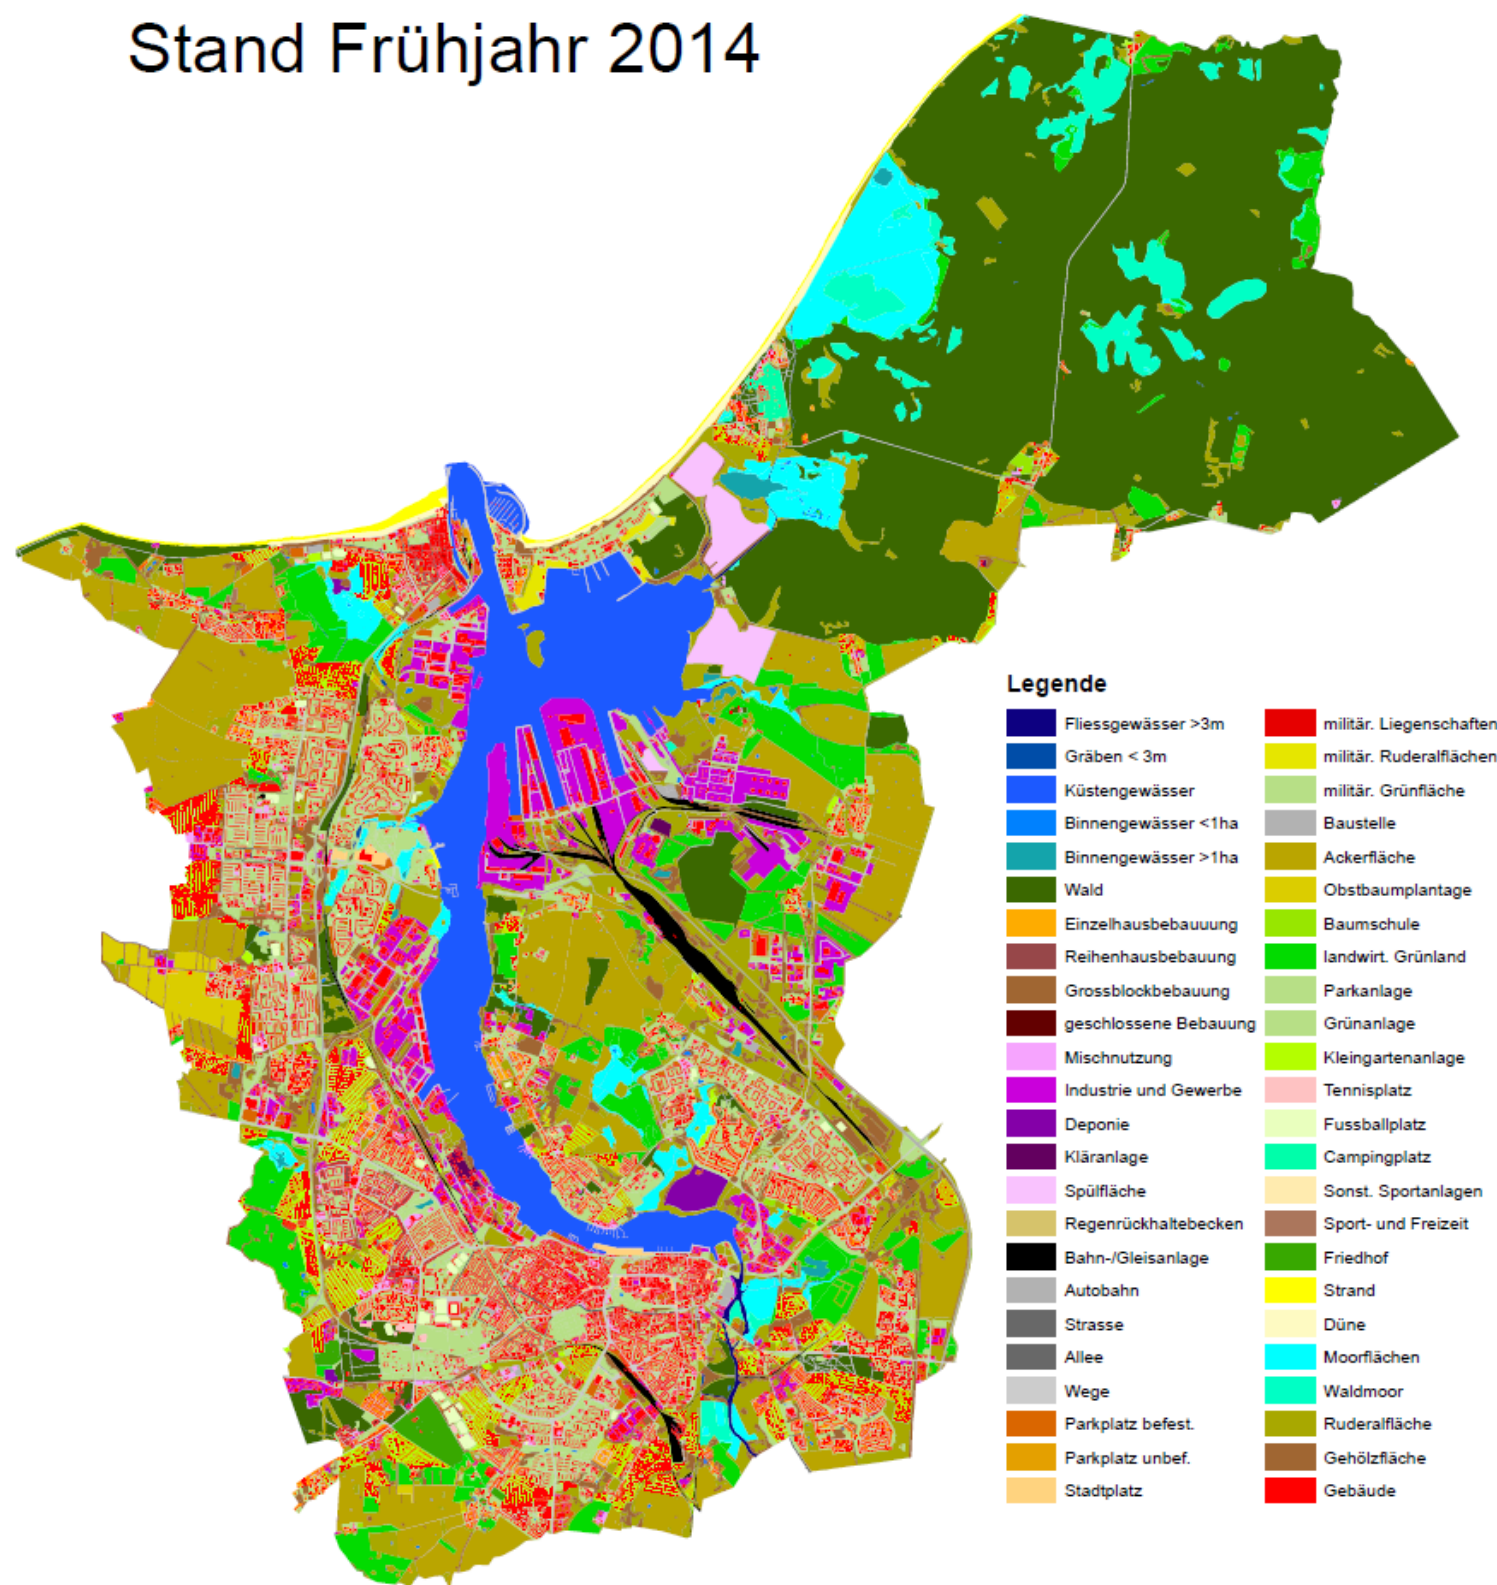 Stand Frühjahr 2014
Legende
Fliessgewässer >3m
Gräben < 3m
Küstengewässer
Binnengewässer <1ha
Binnengewässer >1ha
Wald
Einzelhausbebauuung
Reihenhausbebauung
Grossblockbebauung
geschlossene Bebauung
Mischnutzung
Industrie und Gewerbe
Deponie
Kläranlage
Spülfläche
Regenrückhaltebecken
Bahn-/Gleisanlage
Autobahn
Strasse
Allee
Wege
Parkplatz befest.
Parkplatz unbef.
Stadtplatz
militär. Liegenschaften
militär. Ruderalflächen
militär. Grünfläche
Baustelle
Ackerfläche
Obstbaumplantage
Baumschule
landwirt. Grünland
Parkanlage
Grünanlage
Kleingartenanlage
Tennisplatz
Fussballplatz
Campingplatz
Sonst. Sportanlagen
Sport- und Freizeit
Friedhof
Strand
Düne
Moorflächen
Waldmoor
Ruderalfläche
Gehölzfläche
Gebäude